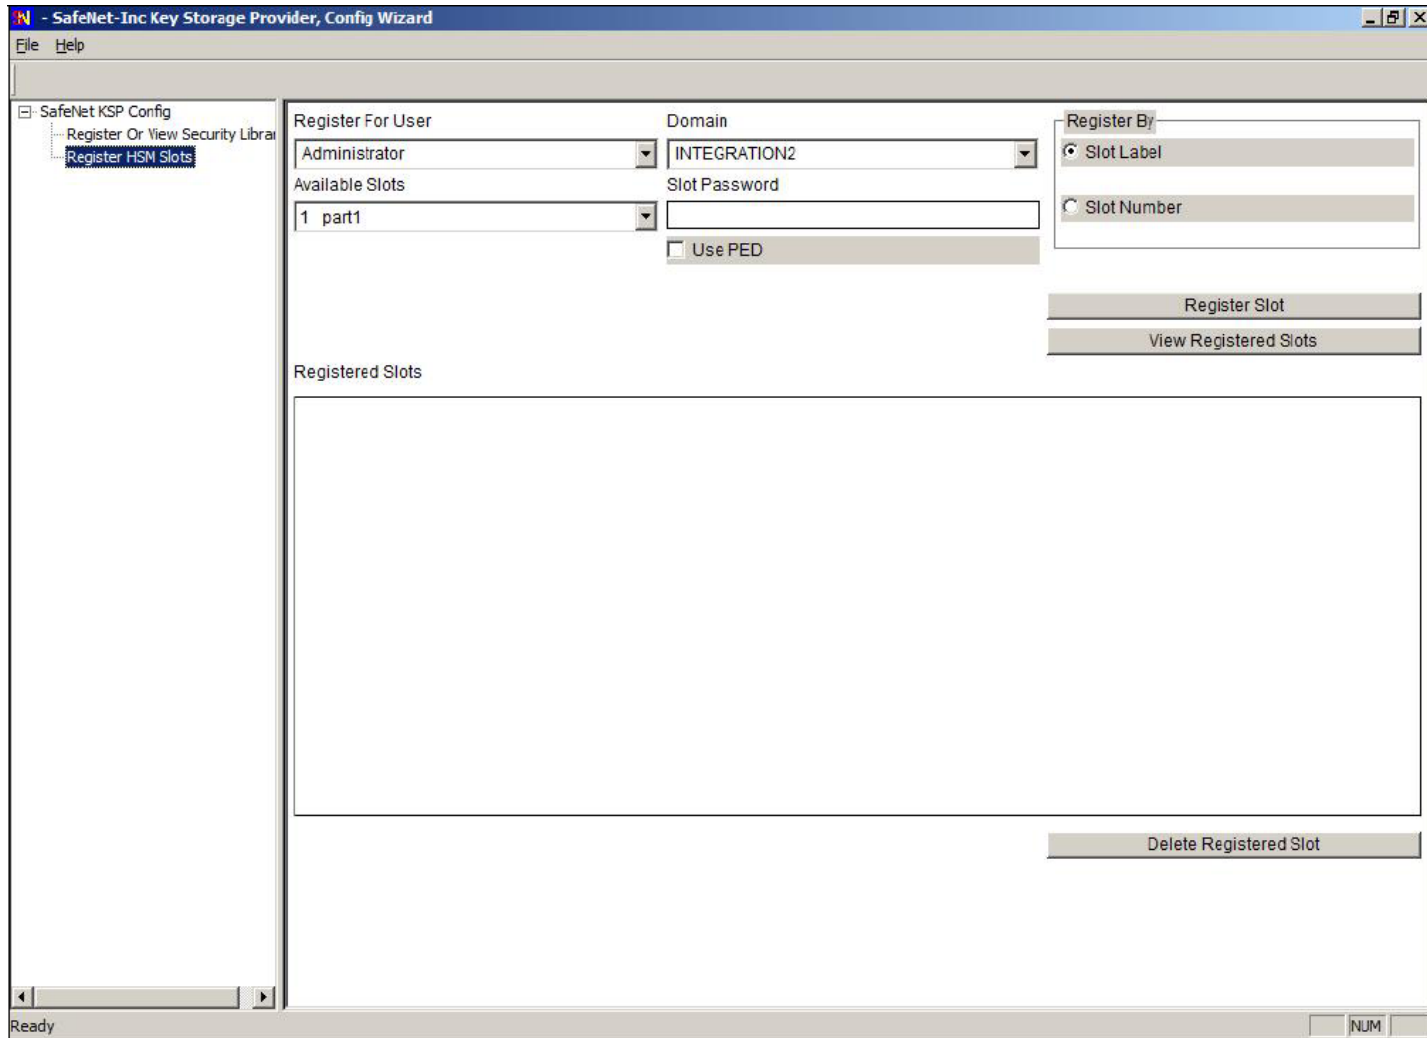 - SafeNet-Inc Key Storage Provider, Config Wizard
File Help
SafeNet KSP Config
Register Or View Security Librar
Register HSM Slots
Register For User
Domain
Register By
Administrator
INTEGRATION2
Slot Label
Available Slots
Slot Password
1 part1
Slot Number
Use PED
Register Slot
View Registered Slots
Registered Slots
Delete Registered Slot
Ready
NUM